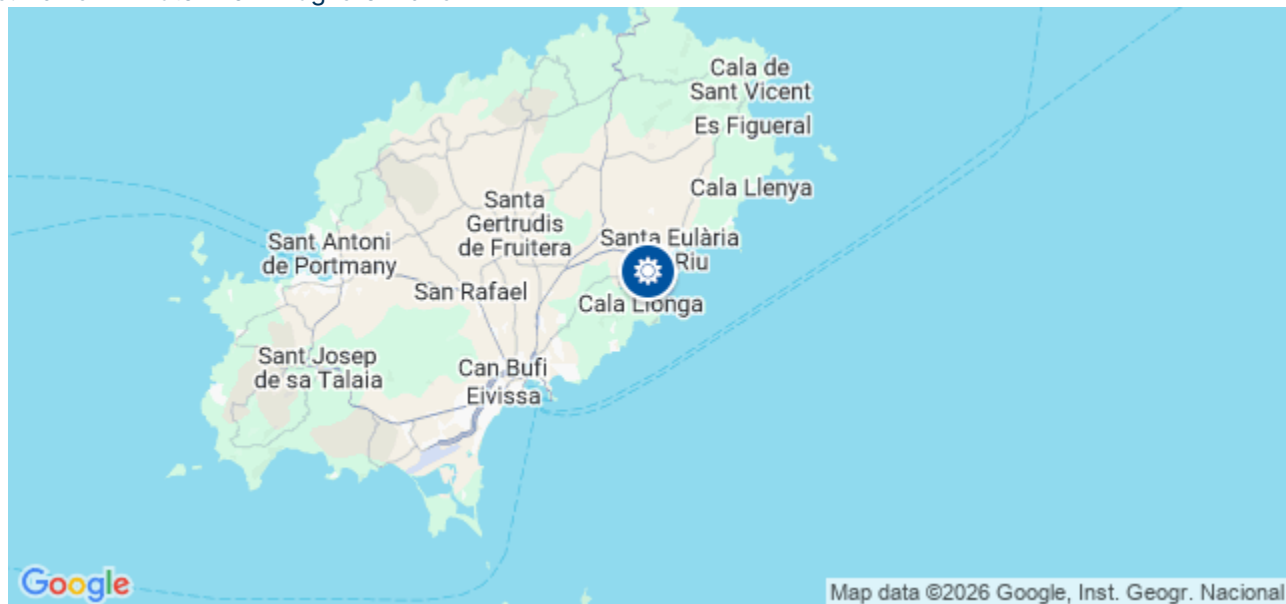 Cala de
Sant Vicent
Es Figueral
Cala Llenya
Santa
Gertrudis
de Fruitera
Santa Eulària
Riu
Sant Antoni
de Portmany
San Rafael
Cala Llonga
Sant Josep
de sa Talaia
Can Bufi
Eivissa
Google
Map data ©2026 Google, Inst. Geogr. Nacional